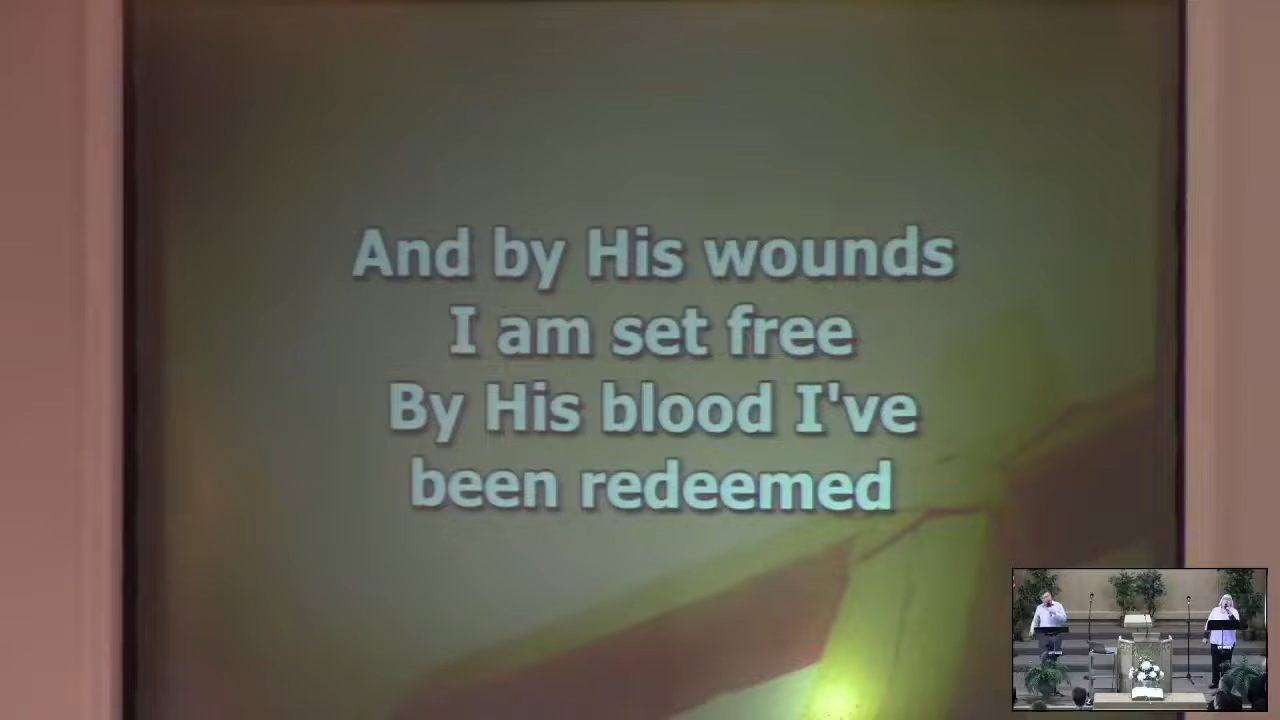 And by His wounds
I am set free
By His blood I've
been redeemed